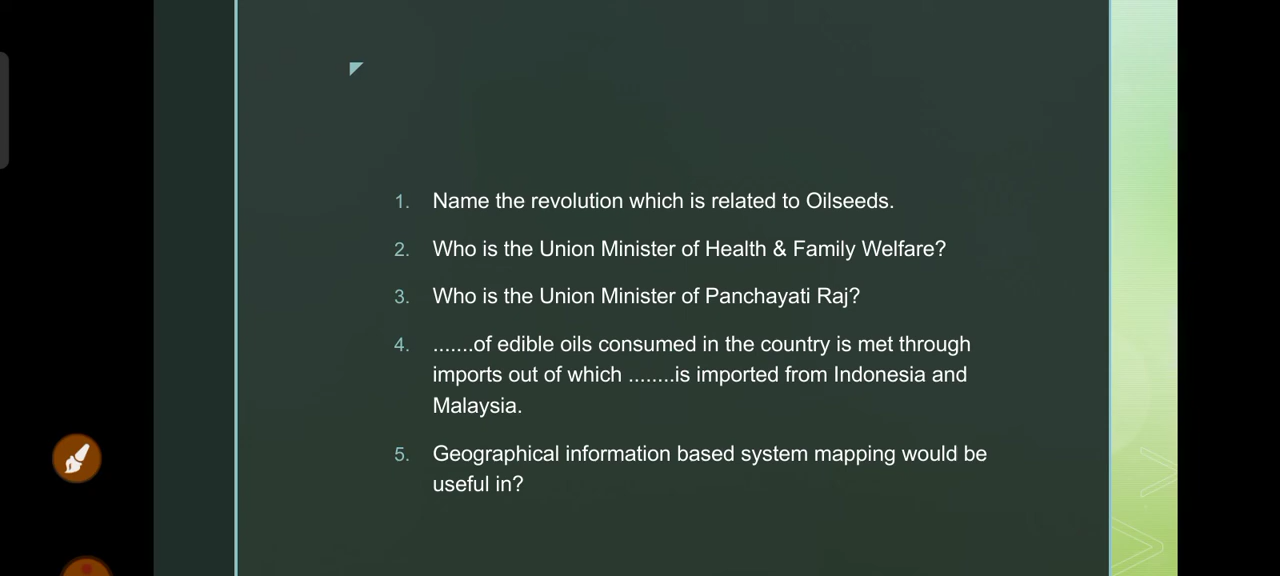 1. Name the revolution which is related to Oilseeds.
2. Who is the Union Minister of Health & Family Welfare?
3. Who is the Union Minister of Panchayati Raj?
4. .......of edible oils consumed in the country is met through
imports out of which ........is imported from Indonesia and
Malaysia.
5. Geographical information based system mapping would be
useful in?